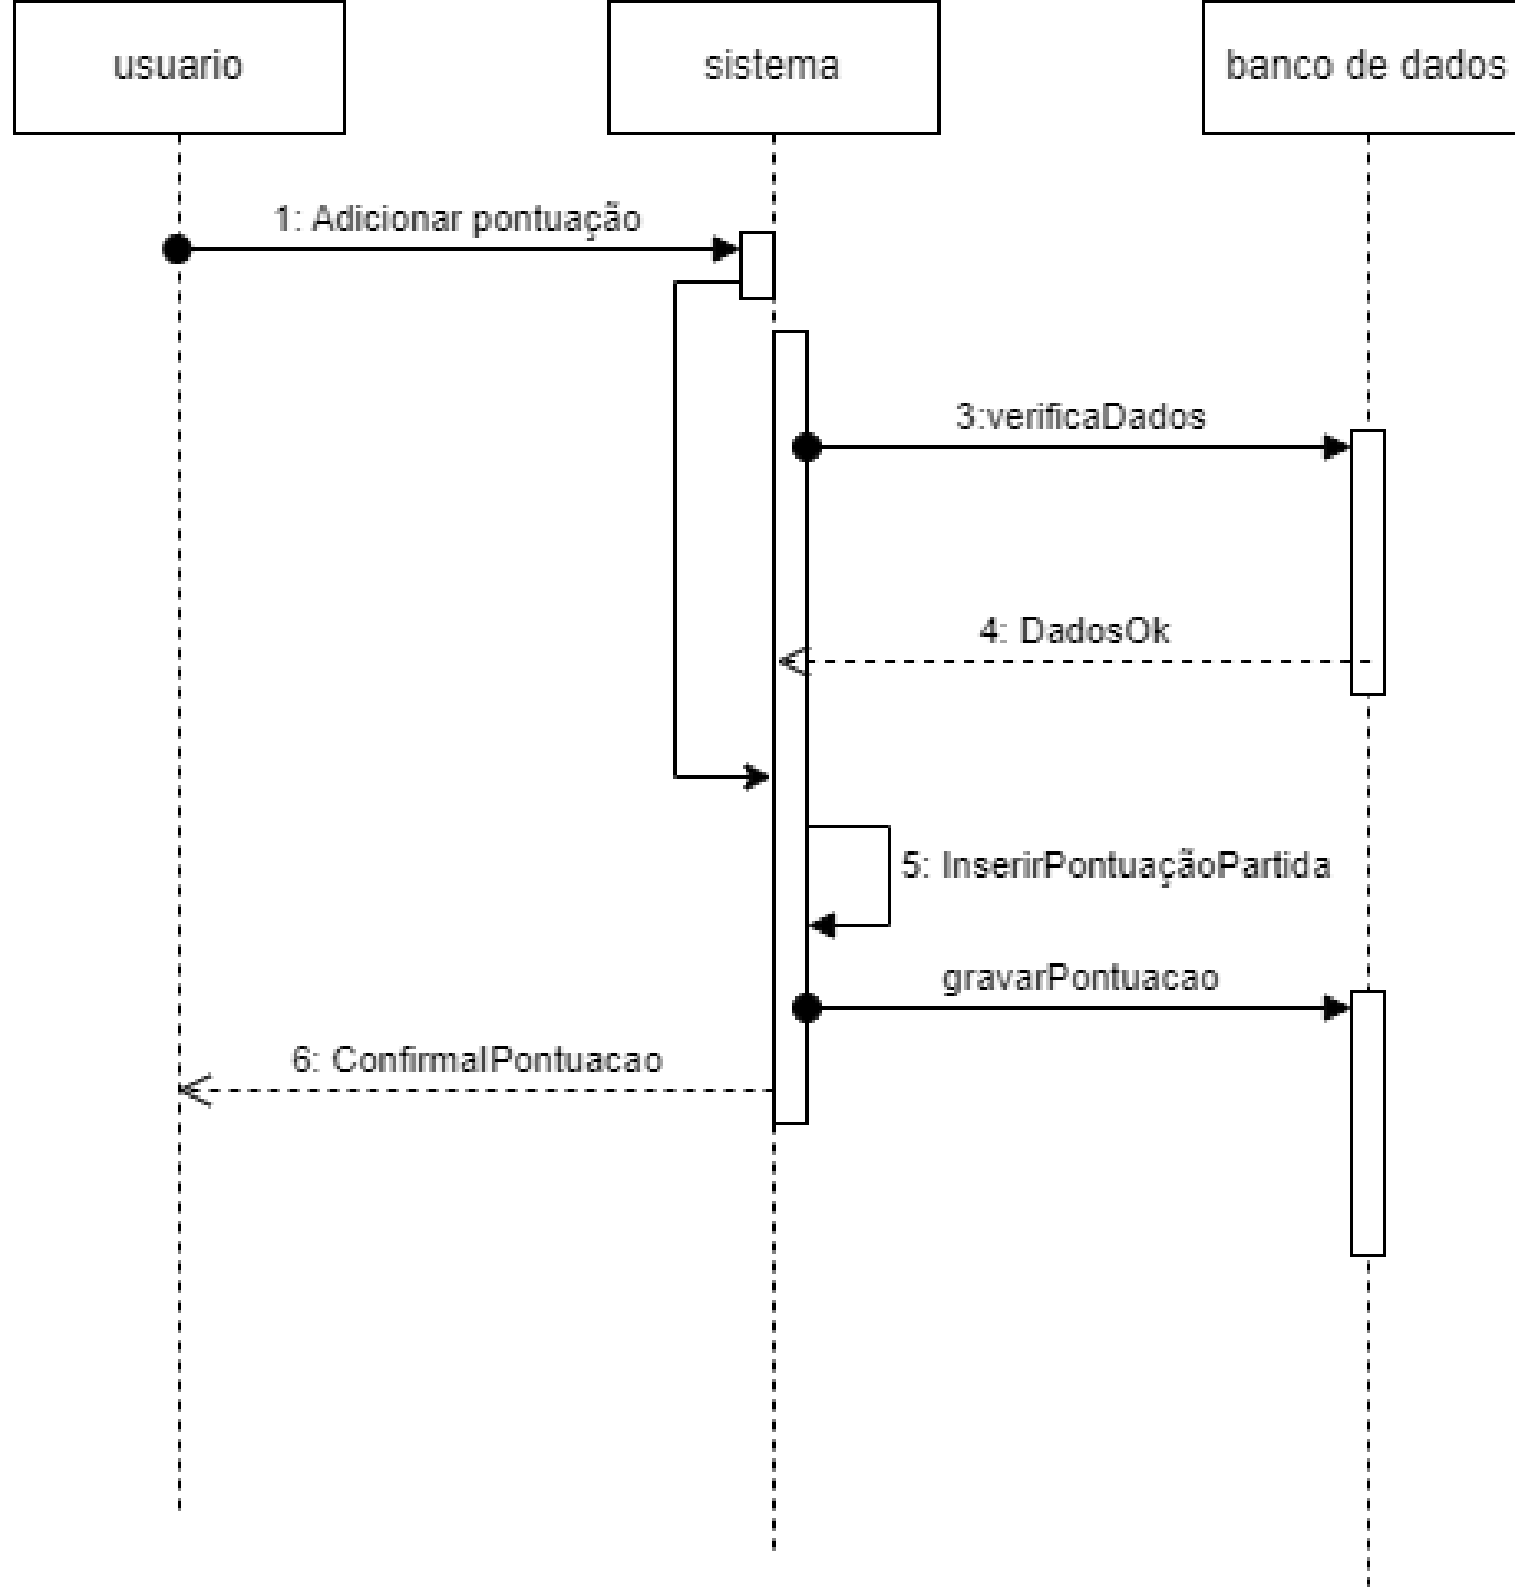 usuario
sistema
banco de dados
1: Adicionar pontuação
3:verificaDados
4: DadosOk
5: InserirPontuaçãoPartida
gravarPontuacao
6: ConfirmalPontuacao